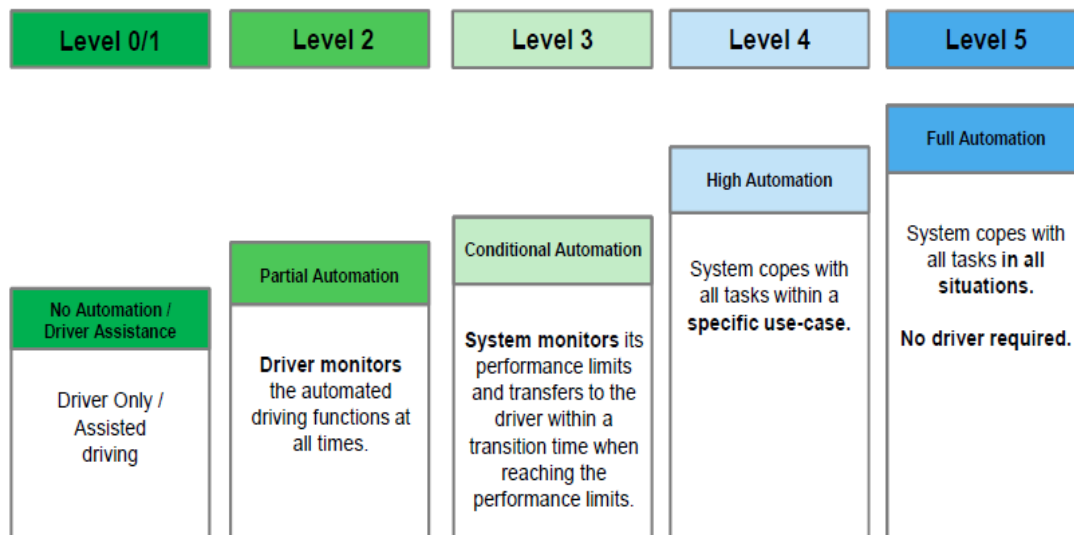 Level 0/1
Level 2
Level 3
Level 4
Level 5
No Automation /
Driver Assistance
Driver Only /
Assisted
driving
Partial Automation
Driver monitors
the automated
driving functions at
all times.
Conditional Automation
System monitors its
performance limits
and transfers to the
driver within a
transition time when
reaching the
performance limits.
High Automation
System copes with
all tasks within a
specific use-case.
Full Automation
System copes with
all tasks in all
situations.
No driver required.